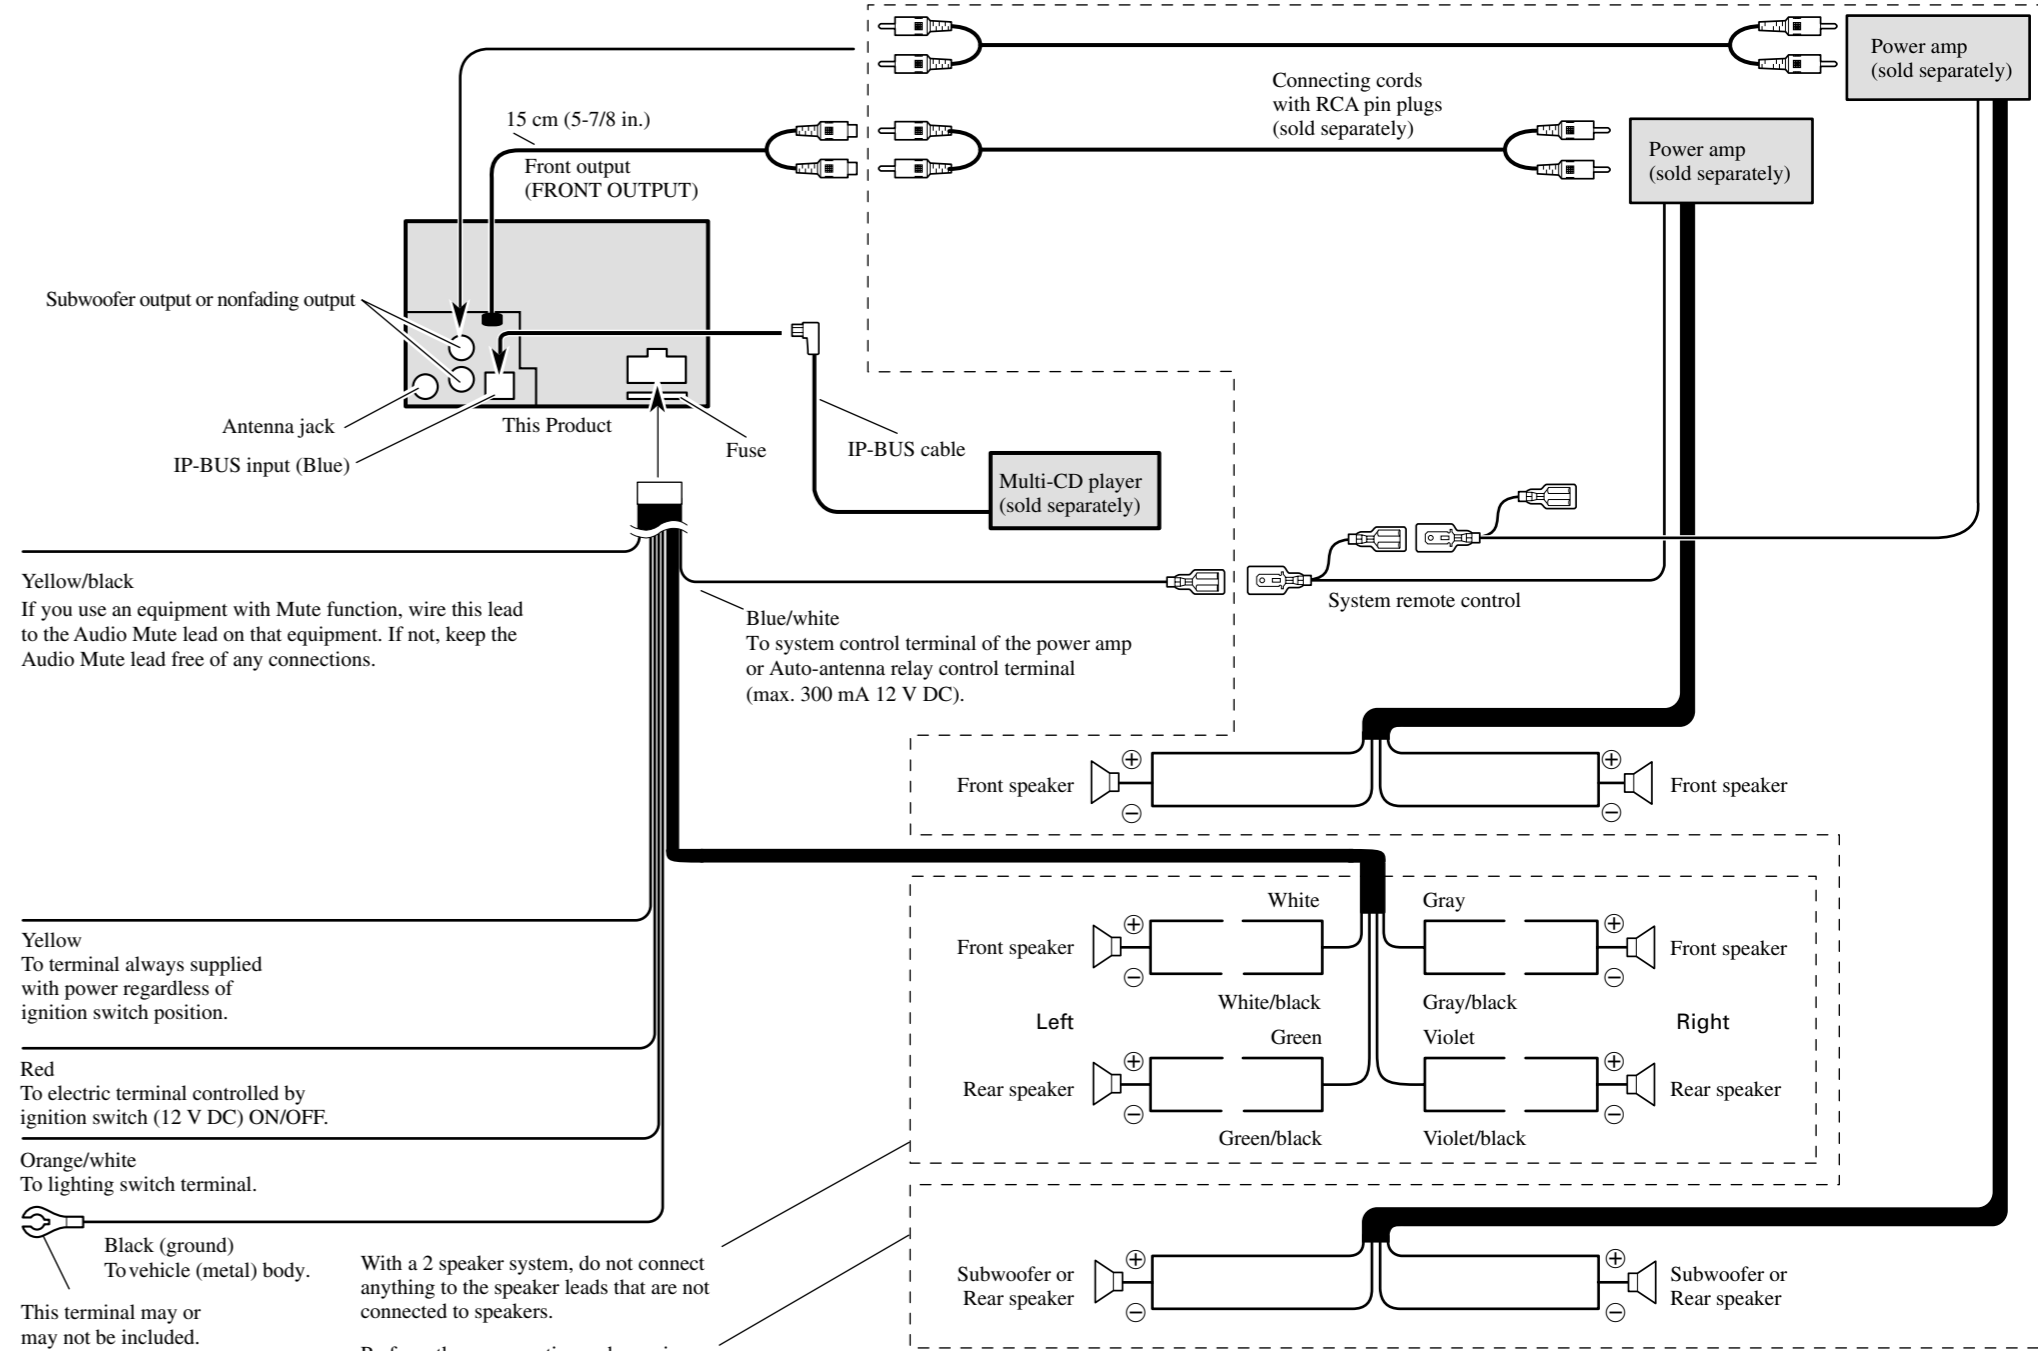 Power amp
(sold separately)
Connecting cords
with RCA pin plugs
(sold separately)
15 cm (5-7/8 in.)
Front output
(FRONT OUTPUT)
Power amp
(sold separately)
Subwoofer output or nonfading output
Antenna jack
This Product
IP-BUS input (Blue)
Fuse
IP-BUS cable
Multi-CD player
(sold separately)
Yellow/black
If you use an equipment with Mute function, wire this lead
to the Audio Mute lead on that equipment. If not, keep the
Audio Mute lead free of any connections.
Blue/white
To system control terminal of the power amp
or Auto-antenna relay control terminal
(max. 300 mA 12 V DC).
System remote control
Front speaker
+
-
+
-
Front speaker
Yellow
To terminal always supplied
with power regardless of
ignition switch position.
Red
To electric terminal controlled by
ignition switch (12 V DC) ON/OFF.
Orange/white
To lighting switch terminal.
Black (ground)
To vehicle (metal) body.
This terminal may or
may not be included.
White
Gray
Front speaker
+
-
+
-
Front speaker
White/black
Gray/black
Left
Right
Green
Violet
Rear speaker
+
-
+
-
Rear speaker
Green/black
Violet/black
With a 2 speaker system, do not connect
anything to the speaker leads that are not
connected to speakers.
Subwoofer or
Rear speaker
+
-
+
-
Subwoofer or
Rear speaker